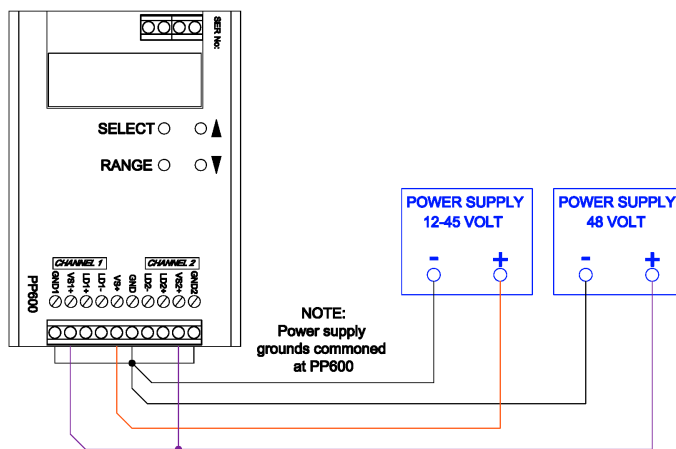 SER No:
SELECT
RANGE
CHANNEL 1
CHANNEL 2
GND1
VS1+
LD1+
LD1-
VS+
GND
LD2-
LD2+
VS2+
GND2
PP600
POWER SUPPLY
12-45 VOLT
- +
POWER SUPPLY
48 VOLT
- +
NOTE:
Power supply
grounds commoned
at PP600